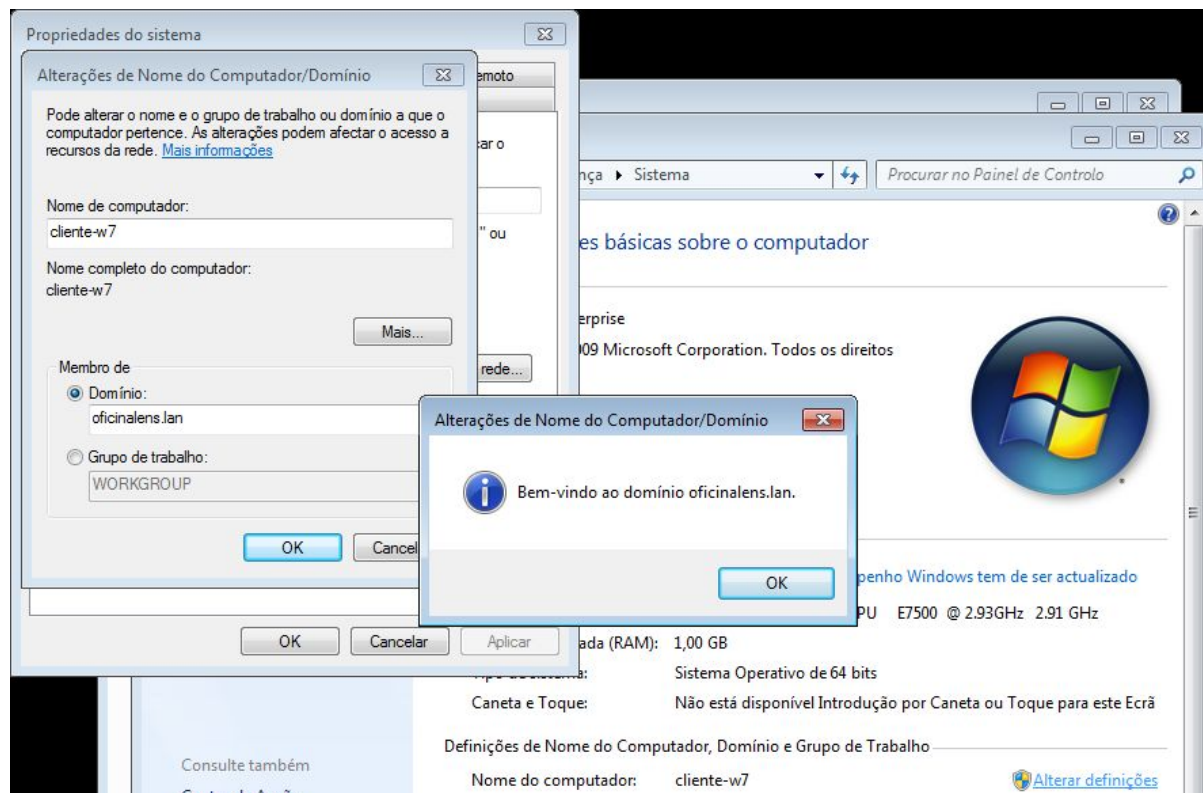 Propriedades do sistema
Alterações de Nome do Computador/Domínio
Pode alterar o nome e o grupo de trabalho ou domínio a que o
computador pertence. As alterações podem afectar o acesso a
recursos da rede. Mais informações
Nome de computador:
cliente-w7
Nome completo do computador:
cliente-w7
Mais...
Membro de
Domínio:
oficinalens.lan
Grupo de trabalho:
WORKGROUP
OK Cancel
emoto
car o
" ou
rede...
OK Cancelar Aplicar
Alterações de Nome do Computador/Domínio
Bem-vindo ao domínio oficinalens.lan.
OK
nça Sistema Procurar no Painel de Controlo
es básicas sobre o computador
erprise
009 Microsoft Corporation. Todos os direitos
penho Windows tem de ser actualizado
PU E7500 @ 2.93GHz 2.91 GHz
ada (RAM): 1,00 GB
Sistema Operativo de 64 bits
Caneta e Toque: Não está disponível Introdução por Caneta ou Toque para este Ecrã
Definições de Nome do Computador, Domínio e Grupo de Trabalho
Nome do computador: cliente-w7 Alterar definições
Consulte também